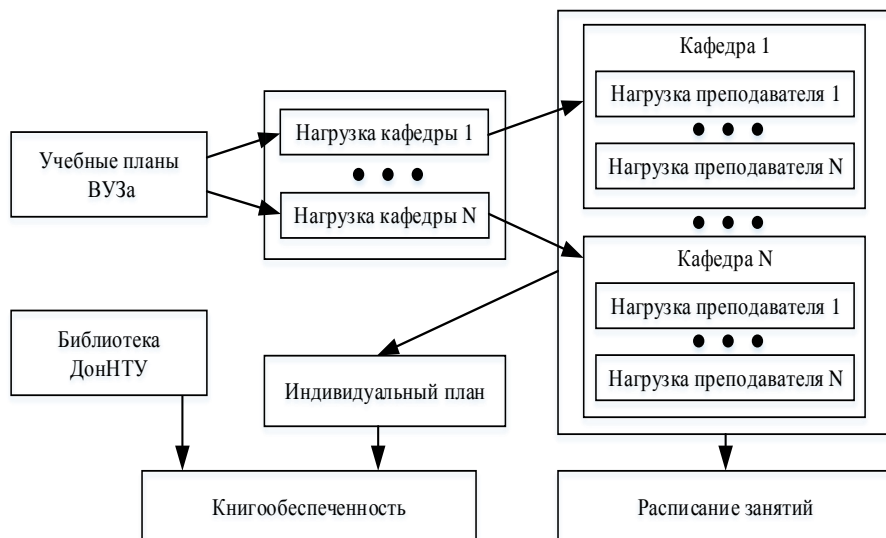 Учебные планы
ВУЗа
Нагрузка кафедры 1
Нагрузка кафедры N
Кафедра 1
Нагрузка преподавателя 1
Нагрузка преподавателя N
Кафедра N
Нагрузка преподавателя 1
Нагрузка преподавателя N
Библиотека
ДонНТУ
Индивидуальный план
Книгообеспеченность
Расписание занятий